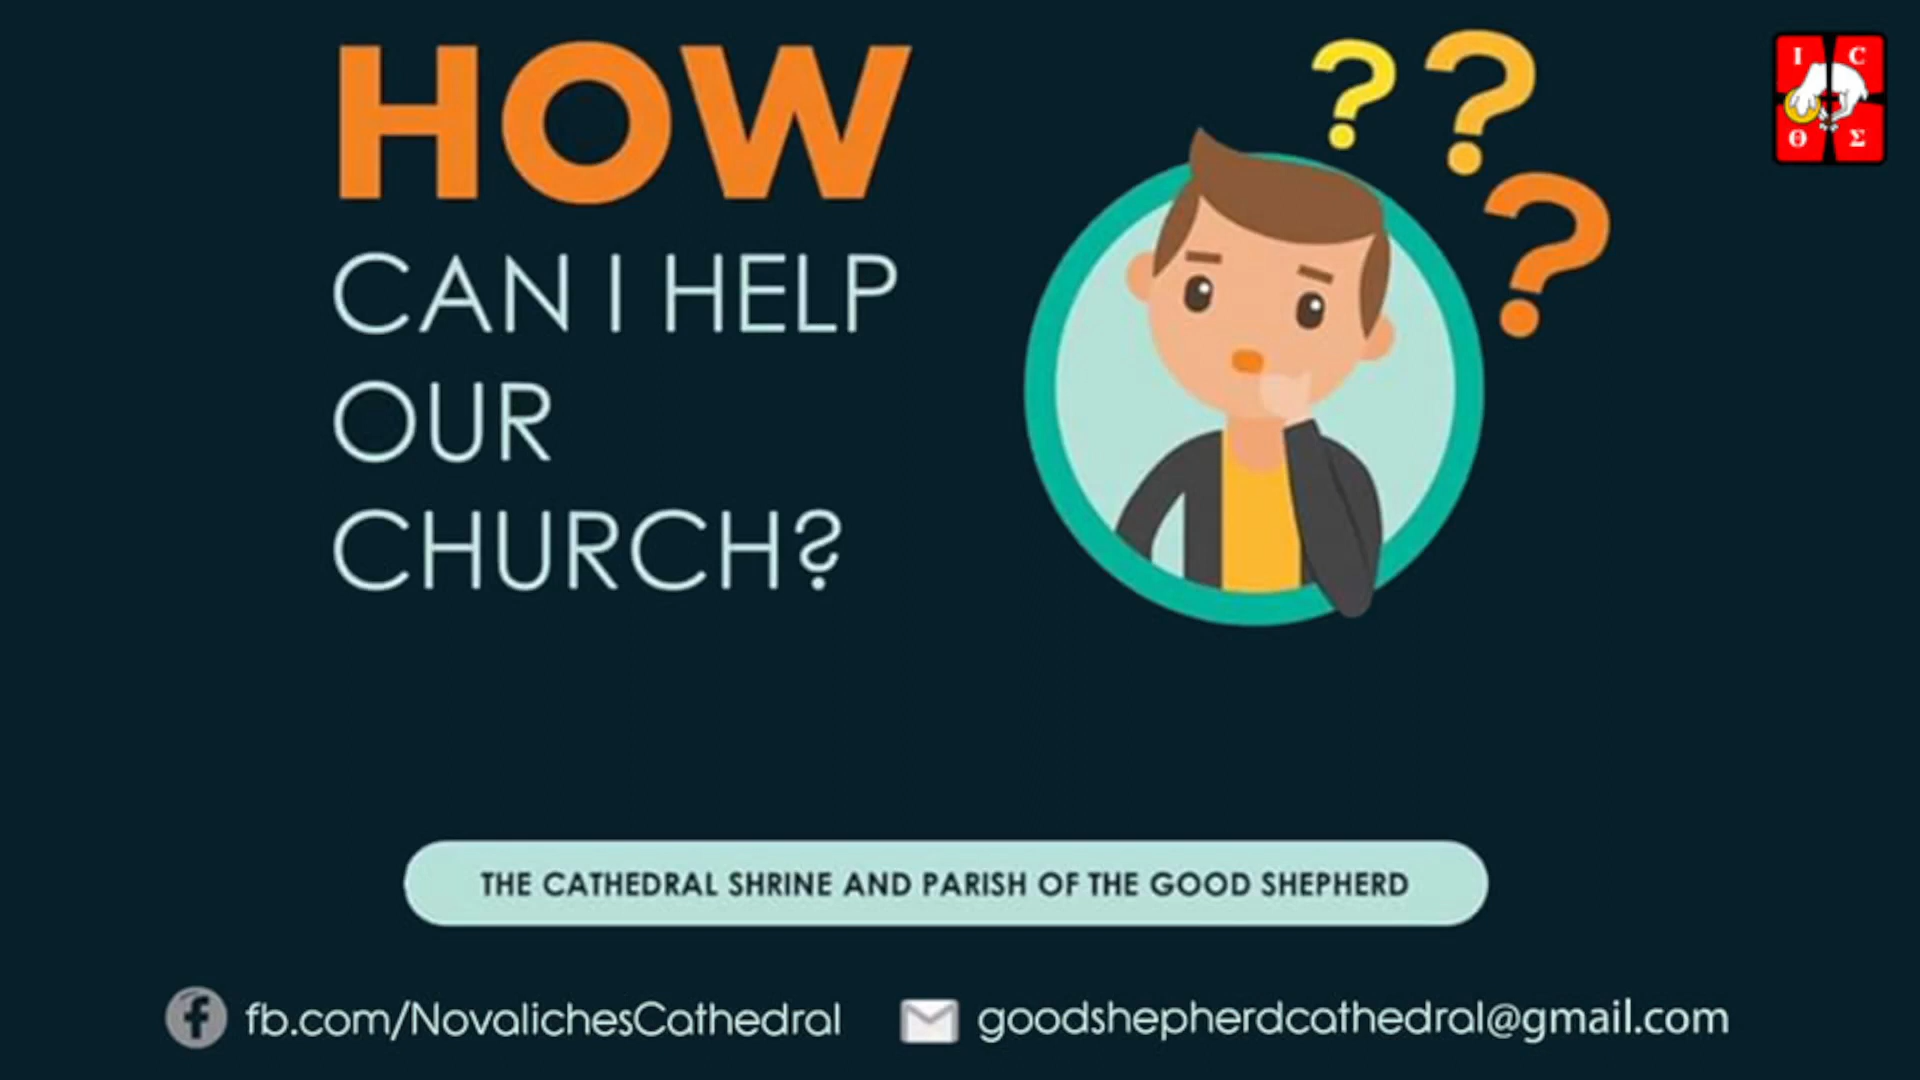 HOW
CAN I HELP
OUR
CHURCH?
? ? ?
I C
Θ Σ
THE CATHEDRAL SHRINE AND PARISH OF THE GOOD SHEPHERD
fb.com/NovalichesCathedral
goodshepherdcathedral@gmail.com